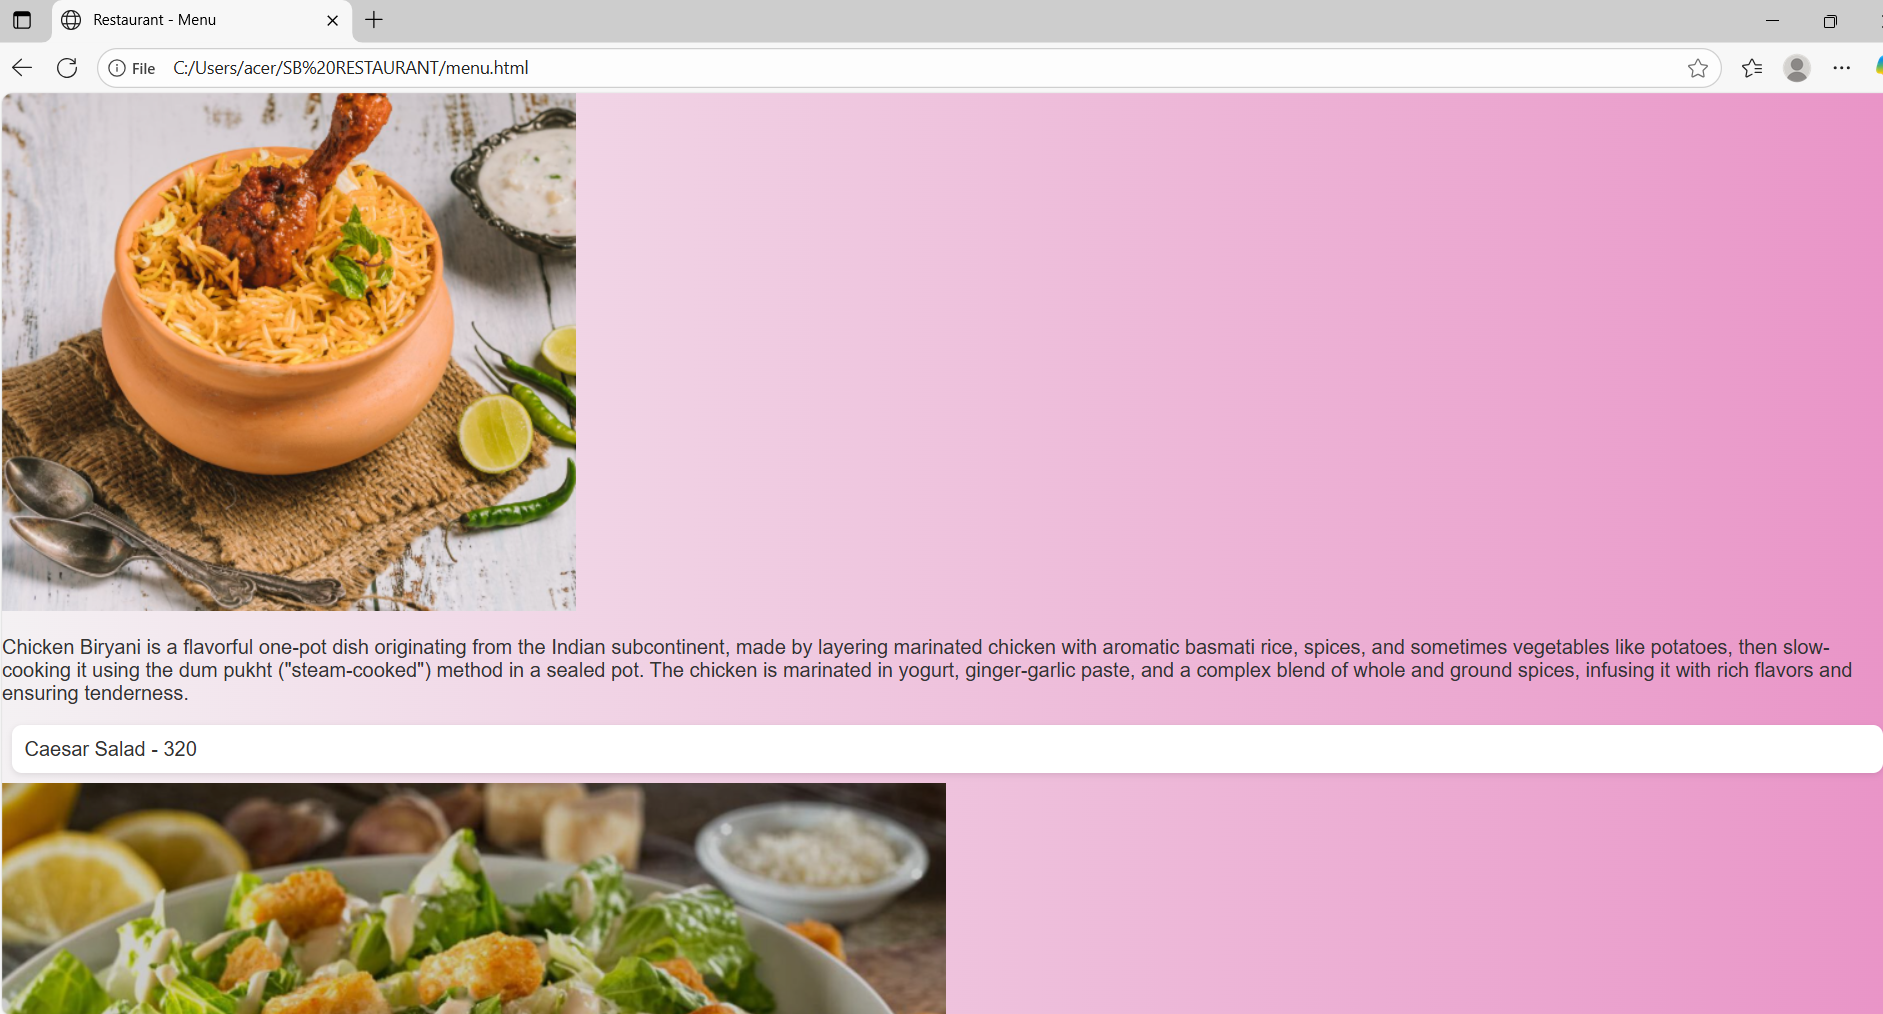 Restaurant - Menu
File C:/Users/acer/SB%20RESTAURANT/menu.html
Chicken Biryani is a flavorful one-pot dish originating from the Indian subcontinent, made by layering marinated chicken with aromatic basmati rice, spices, and sometimes vegetables like potatoes, then slow-
cooking it using the dum pukht ("steam-cooked") method in a sealed pot. The chicken is marinated in yogurt, ginger-garlic paste, and a complex blend of whole and ground spices, infusing it with rich flavors and
ensuring tenderness.
Caesar Salad - 320